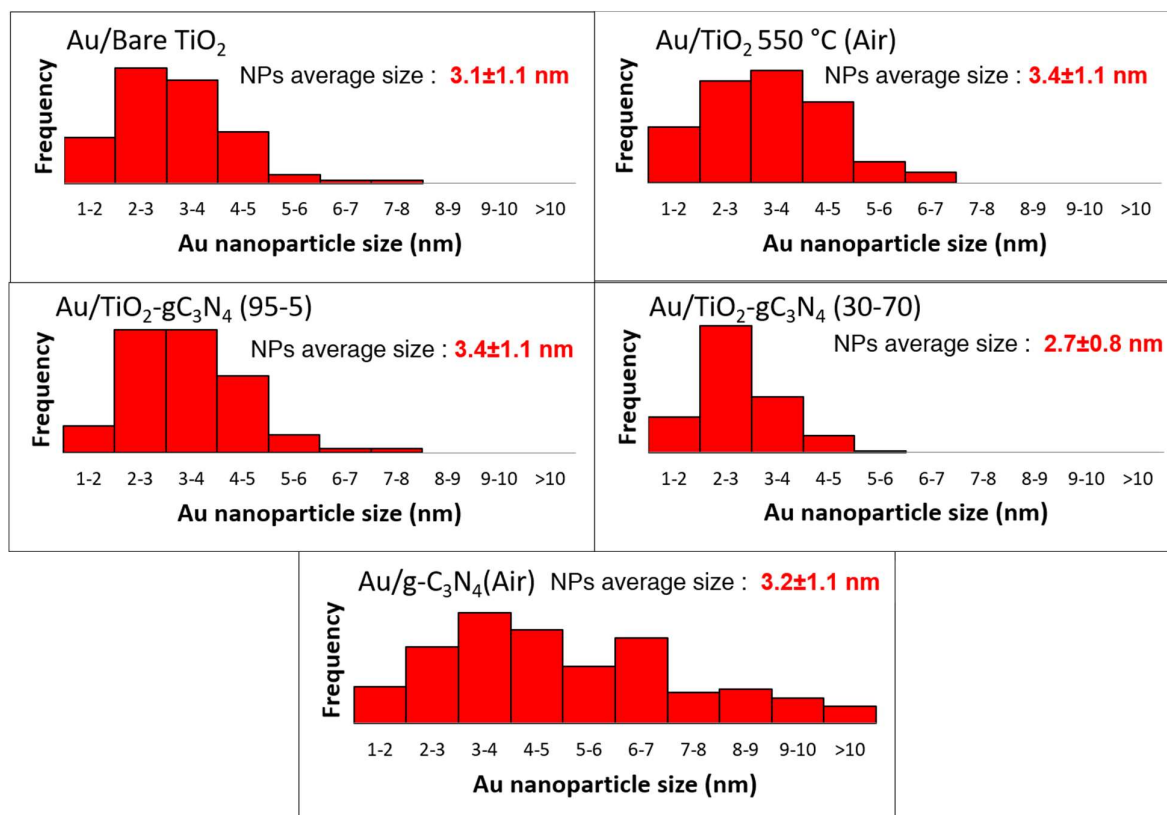 Au/Bare TiO₂
NPs average size : 3.1±1.1 nm
Frequency
1-2 2-3 3-4 4-5 5-6 6-7 7-8 8-9 9-10 >10
Au nanoparticle size (nm)
Au/TiO₂ 550 °C (Air)
NPs average size : 3.4±1.1 nm
Frequency
1-2 2-3 3-4 4-5 5-6 6-7 7-8 8-9 9-10 >10
Au nanoparticle size (nm)
Au/TiO₂-gC₃N₄ (95-5)
NPs average size : 3.4±1.1 nm
Frequency
1-2 2-3 3-4 4-5 5-6 6-7 7-8 8-9 9-10 >10
Au nanoparticle size (nm)
Au/TiO₂-gC₃N₄ (30-70)
NPs average size : 2.7±0.8 nm
Frequency
1-2 2-3 3-4 4-5 5-6 6-7 7-8 8-9 9-10 >10
Au nanoparticle size (nm)
Au/g-C₃N₄(Air) NPs average size : 3.2±1.1 nm
Frequency
1-2 2-3 3-4 4-5 5-6 6-7 7-8 8-9 9-10 >10
Au nanoparticle size (nm)